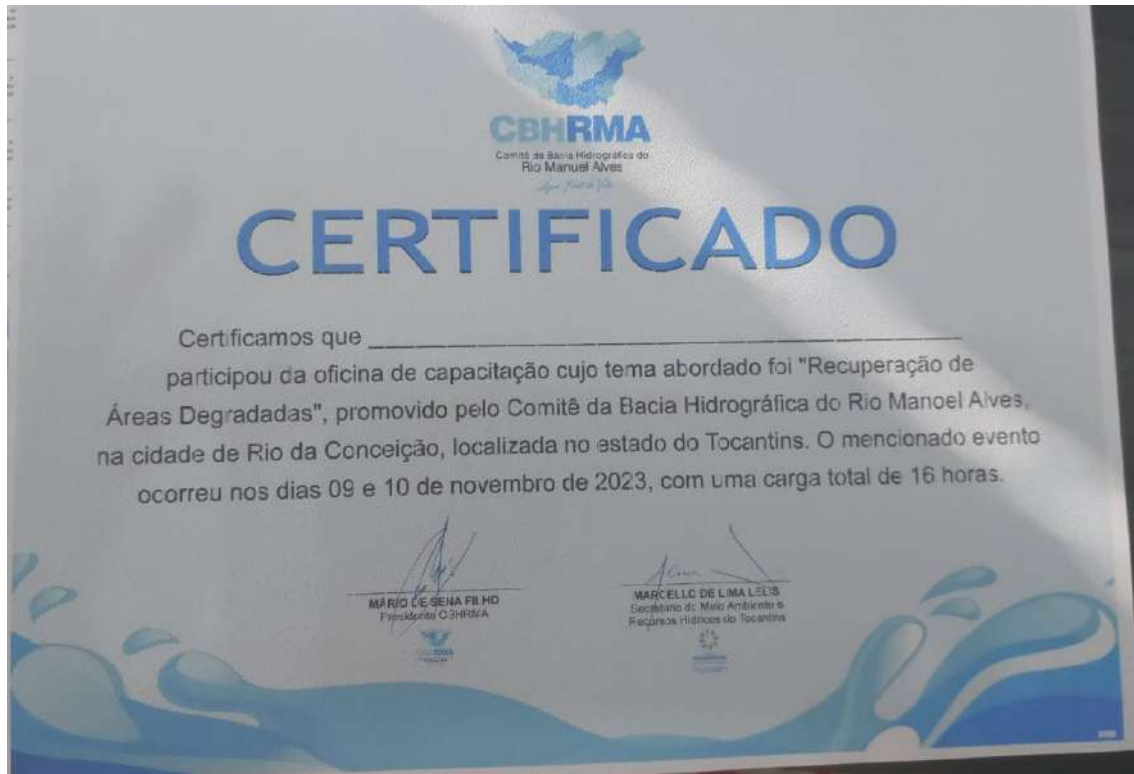 CBHRMA
Comitê da Bacia Hidrográfica do
Rio Manuel Alves
CERTIFICADO
Certificamos que
participou da oficina de capacitação cujo tema abordado foi "Recuperação de
Áreas Degradadas", promovido pelo Comitê da Bacia Hidrográfica do Rio Manoel Alves,
na cidade de Rio da Conceição, localizada no estado do Tocantins. O mencionado evento
ocorreu nos dias 09 e 10 de novembro de 2023, com uma carga total de 16 horas.
MÁRIO DE SENA FILHO
Presidente CBHRMA
MARCELLO DE LIMA LELIS
Secretário do Meio Ambiente e
Recursos Hídricos do Tocantins